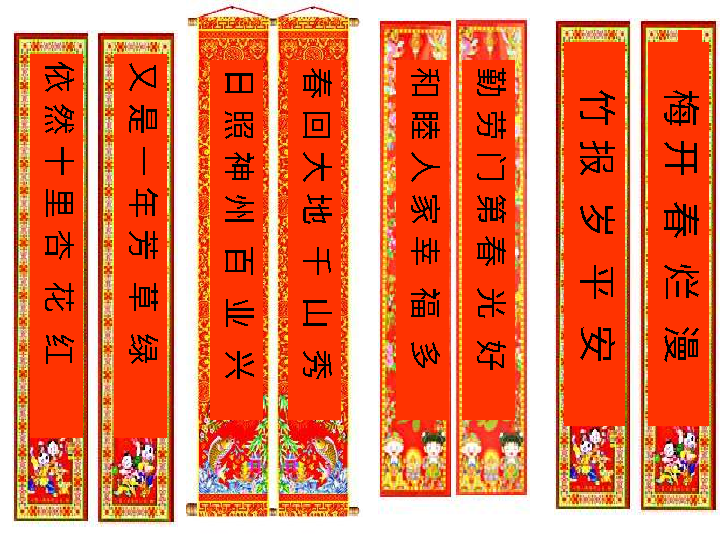 梅开春烂漫
竹报岁平安
勤劳门第春光好
和睦人家幸福多
春回大地千山秀
日照神州百业兴
又是一年芳草绿
依然十里杏花红